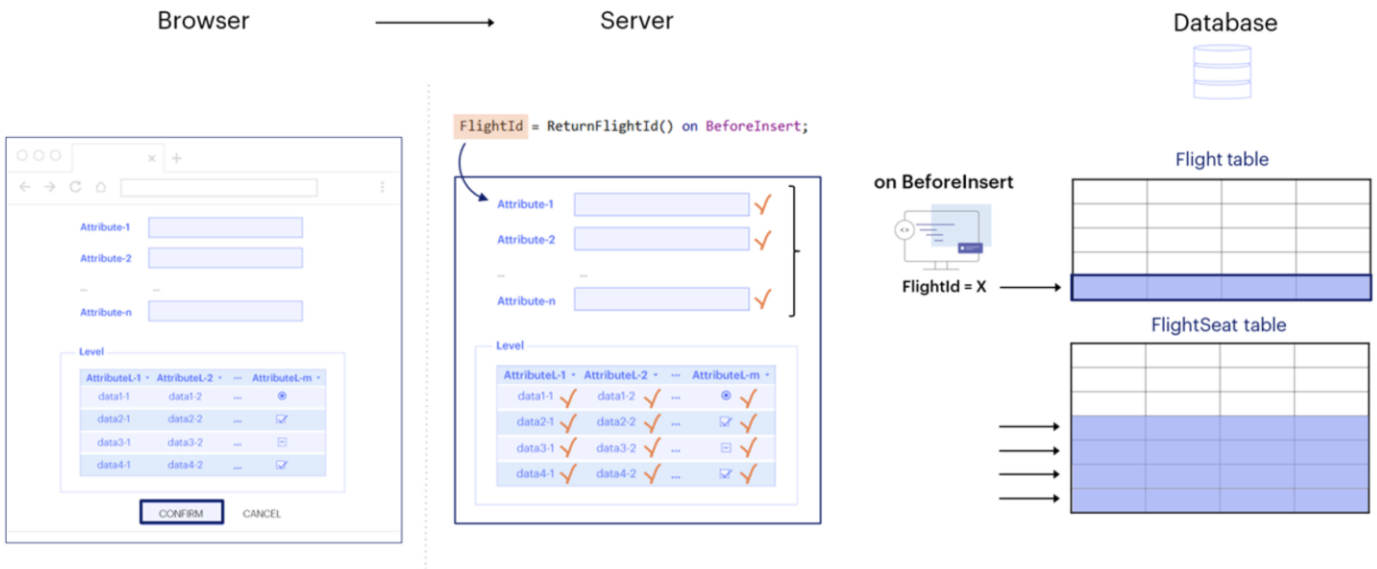 Browser
Server
Database
FlightId = ReturnFlightId() on BeforeInsert;
Attribute-1
Attribute-2
...
...
Attribute-n
Level
AttributeL-1 AttributeL-2 ... AttributeL-m
data1-1 data1-2 ...
data2-1 data2-2 ...
data3-1 data3-2 ...
data4-1 data4-2 ...
CONFIRM CANCEL
Attribute-1
Attribute-2
...
...
Attribute-n
Level
AttributeL-1 AttributeL-2 ... AttributeL-m
data1-1 data1-2 ...
data2-1 data2-2 ...
data3-1 data3-2 ...
data4-1 data4-2 ...
on BeforeInsert
FlightId = X
Flight table
FlightSeat table